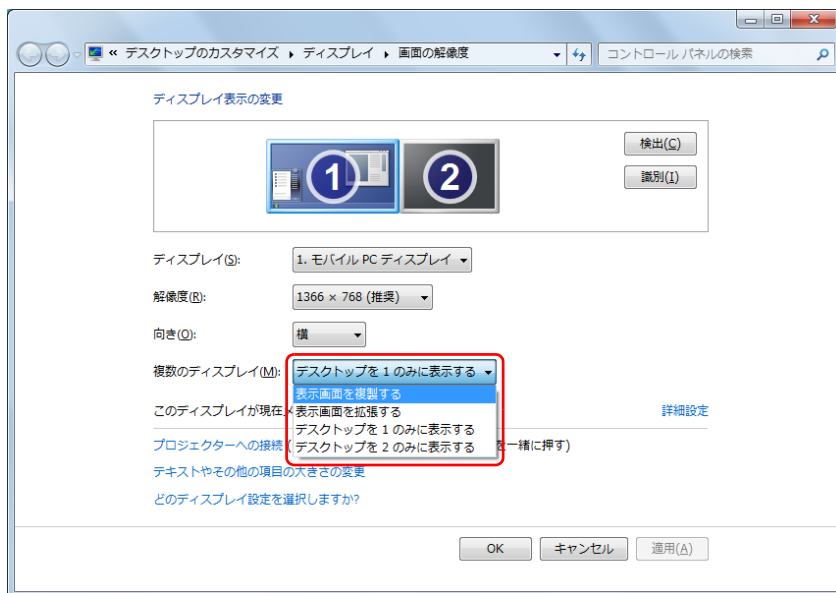 « デスクトップのカスタマイズ ▸ ディスプレイ ▸ 画面の解像度
コントロール パネルの検索
ディスプレイ表示の変更
1
2
検出(C)
識別(I)
ディスプレイ(S):
1. モバイル PC ディスプレイ
解像度(R):
1366 × 768 (推奨)
向き(O):
横
複数のディスプレイ(M):
デスクトップを 1 のみに表示する
表示画面を複製する
このディスプレイが現在メ
表示画面を拡張する
詳細設定
デスクトップを 1 のみに表示する
プロジェクターへの接続 (
デスクトップを 2 のみに表示する
を一緒に押す)
テキストやその他の項目の大きさの変更
どのディスプレイ設定を選択しますか?
OK
キャンセル
適用(A)